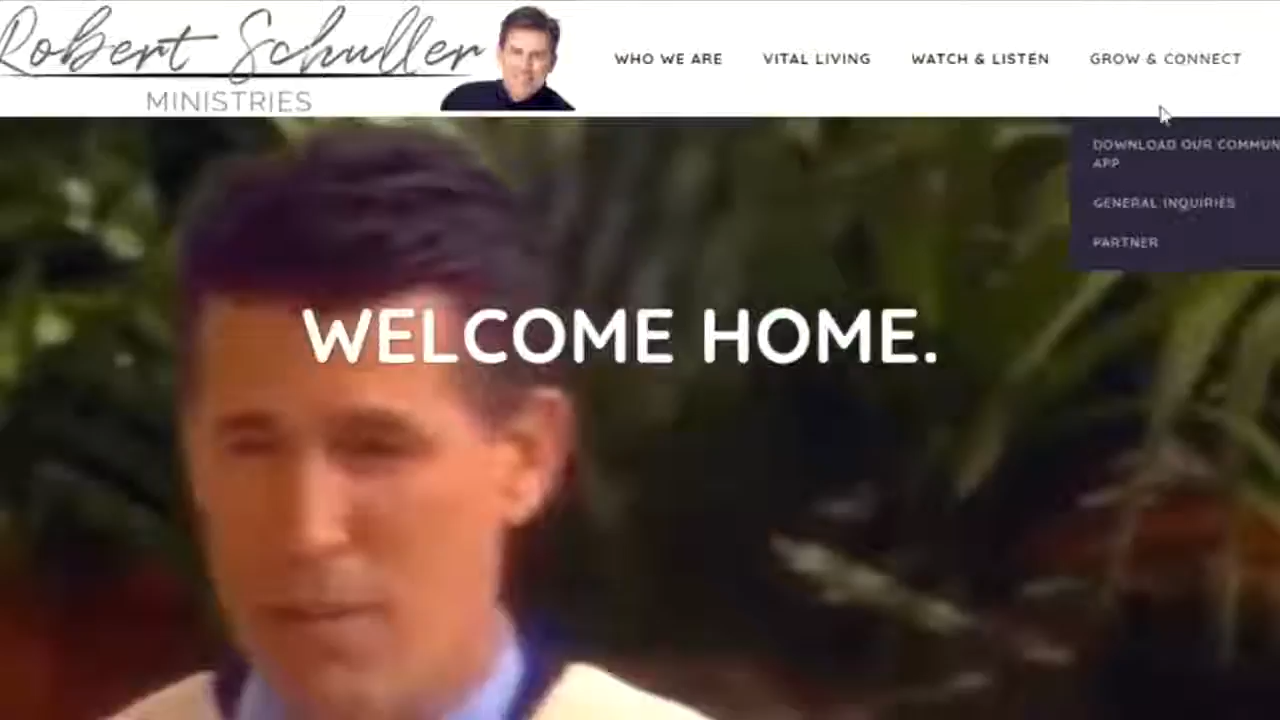 Robert Schuller
MINISTRIES
WHO WE ARE
VITAL LIVING
WATCH & LISTEN
GROW & CONNECT
DOWNLOAD OUR COMMUN
APP
GENERAL INQUIRIES
PARTNER
WELCOME HOME.